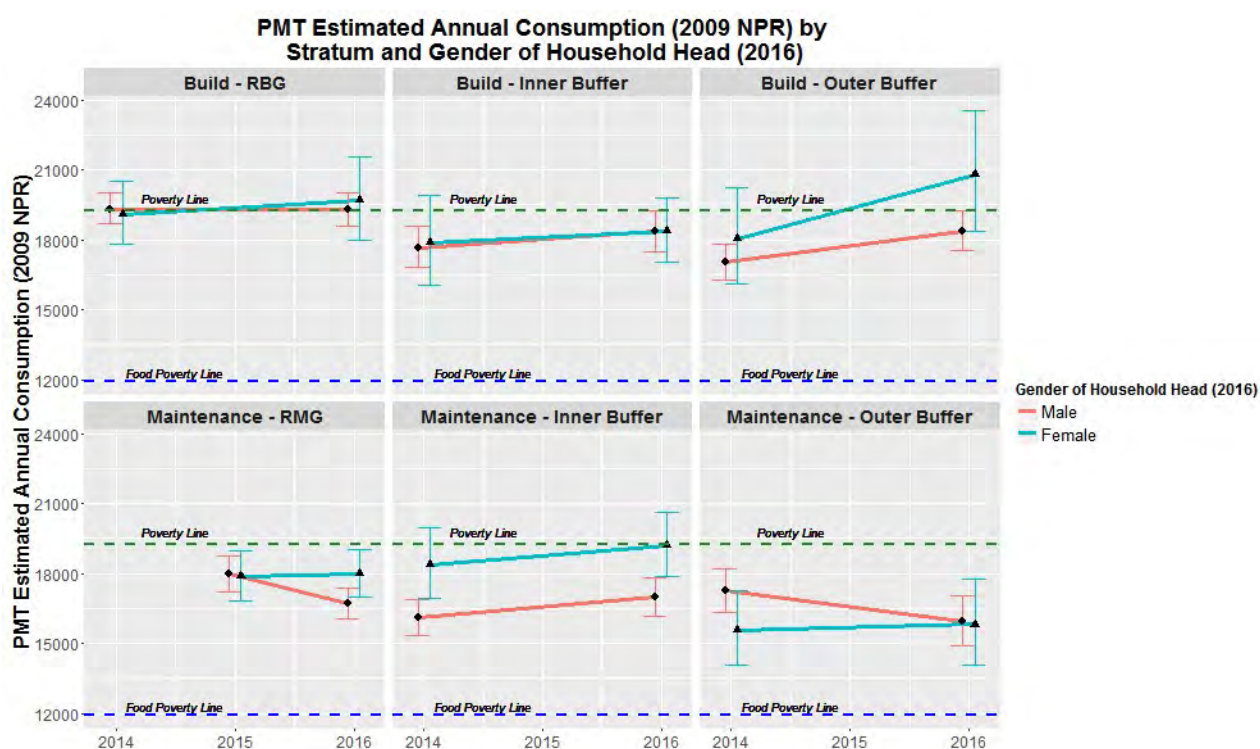 PMT Estimated Annual Consumption (2009 NPR) by
Stratum and Gender of Household Head (2016)
Build - RBG
Build - Inner Buffer
Build - Outer Buffer
PMT Estimated Annual Consumption (2009 NPR)
24000
21000
18000
15000
12000
Poverty Line
Poverty Line
Poverty Line
Food Poverty Line
Food Poverty Line
Food Poverty Line
Maintenance - RMG
Maintenance - Inner Buffer
Maintenance - Outer Buffer
24000
21000
18000
15000
12000
Poverty Line
Poverty Line
Poverty Line
Food Poverty Line
Food Poverty Line
Food Poverty Line
2014 2015 2016
2014 2015 2016
2014 2015 2016
Gender of Household Head (2016)
Male
Female